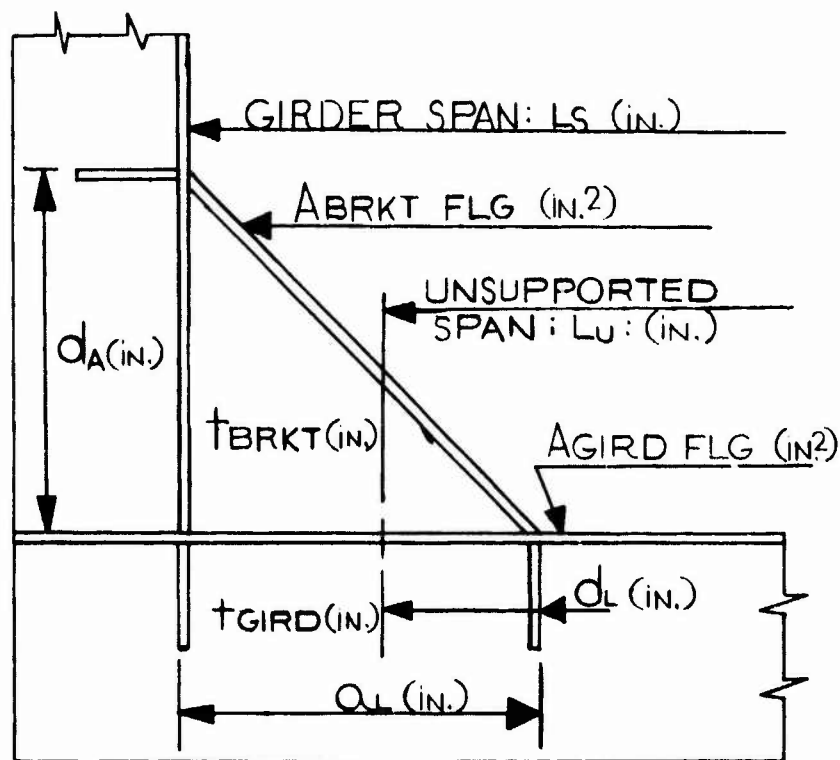 GIRDER SPAN: LS (IN.)
ABRKT FLG (IN.2)
UNSUPPORTED
SPAN: LU: (IN.)
dA(IN.)
tBRKT(IN.)
AGIRD FLG (IN2)
tGIRD(IN.)
dL (IN.)
aL (IN.)